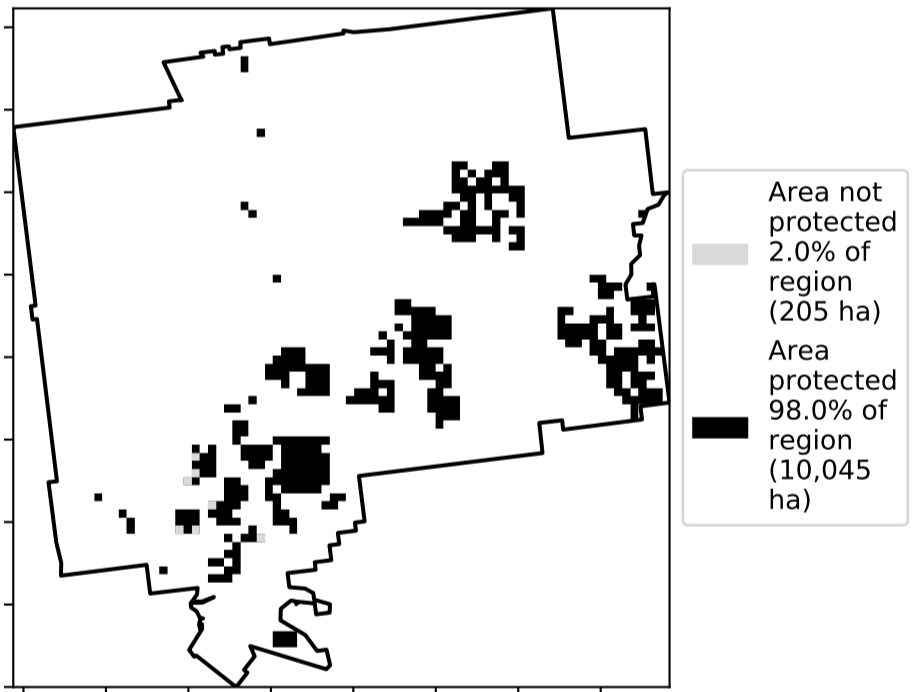 Area not
protected
2.0% of
region
(205 ha)
Area
protected
98.0% of
region
(10,045
ha)